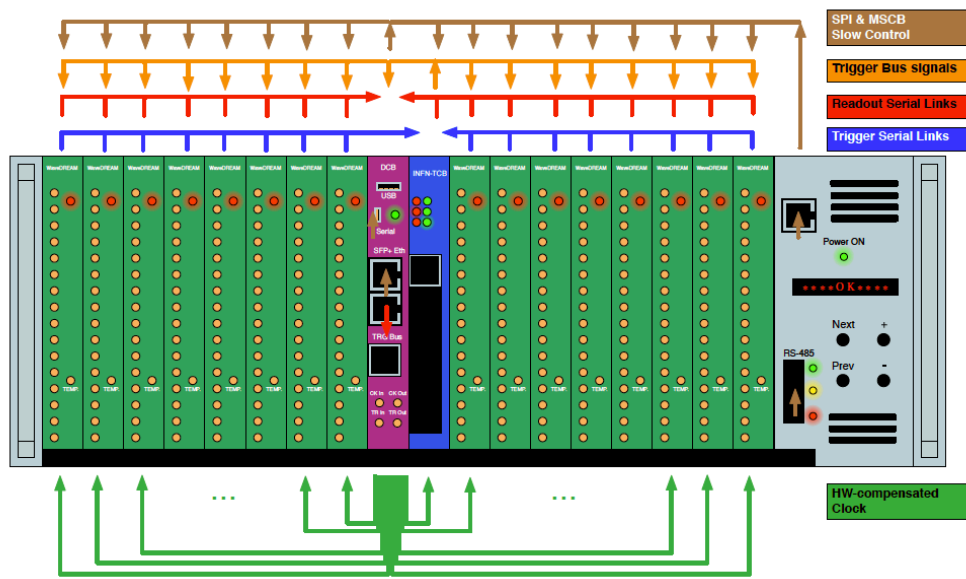 SPI & MSCB
Slow Control
Trigger Bus signals
Readout Serial Links
Trigger Serial Links
WaveDREAM WaveDREAM WaveDREAM WaveDREAM WaveDREAM WaveDREAM WaveDREAM WaveDREAM DCB INFN-TCB WaveDREAM WaveDREAM WaveDREAM WaveDREAM WaveDREAM WaveDREAM WaveDREAM WaveDREAM
USB
Serial
Power ON
SFP+ Eth
****OK****
Next +
TRG Bus
RS-485
Prev -
TEMP. TEMP. TEMP. TEMP. TEMP. TEMP. TEMP. TEMP. TEMP. TEMP. TEMP. TEMP. TEMP. TEMP. TEMP. TEMP.
CK In CK Out
TR In TR Out
... ...
HW-compensated
Clock